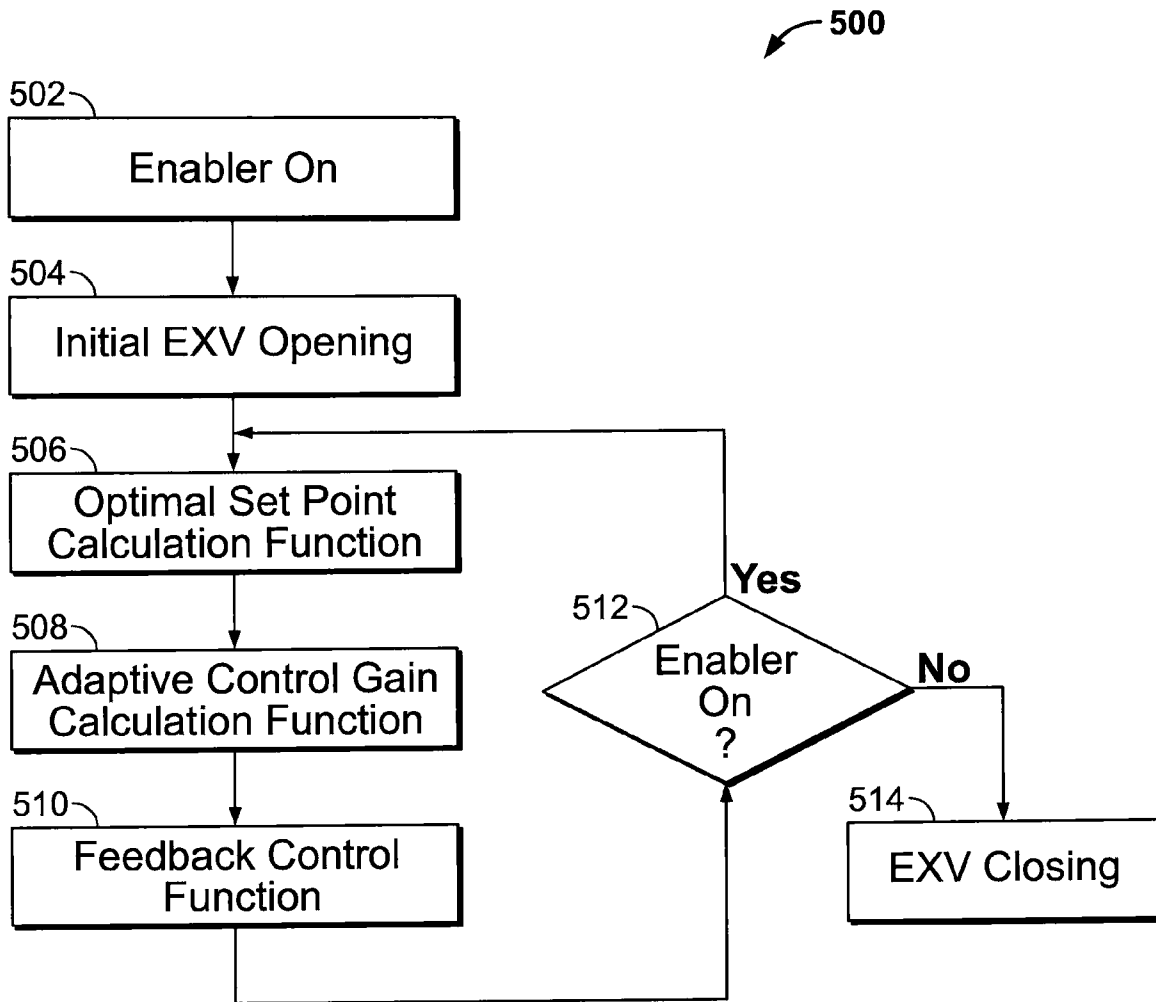 500
502
Enabler On
504
Initial EXV Opening
506
Optimal Set Point
Calculation Function
508
Adaptive Control Gain
Calculation Function
510
Feedback Control
Function
512
Enabler
On
?
Yes
No
514
EXV Closing